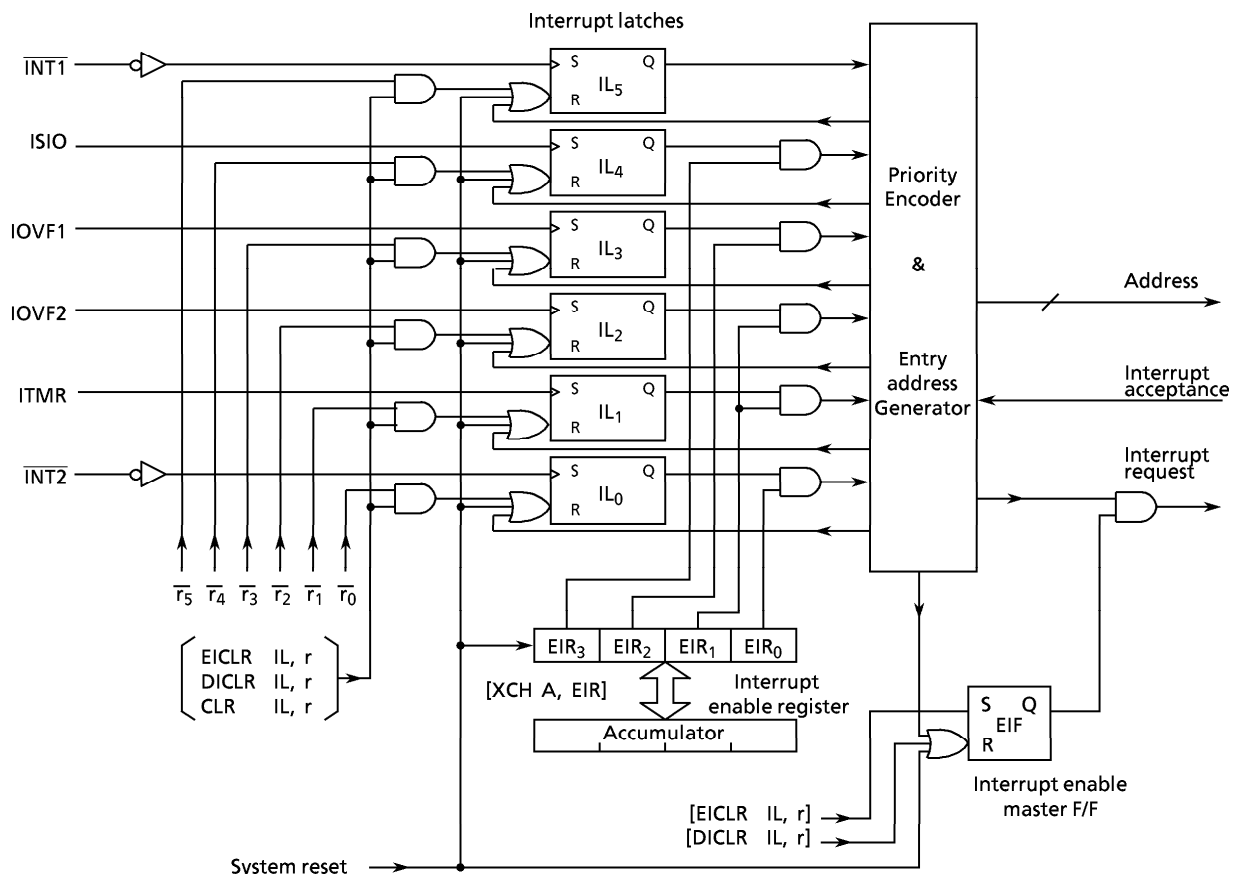 Interrupt latches
INT1
S Q
IL5
R
ISIO
S Q
IL4
R
Priority
Encoder
IOVF1
S Q
IL3
R
&
Address
IOVF2
S Q
IL2
R
Entry
address
Generator
Interrupt
acceptance
ITMR
S Q
IL1
R
INT2
S Q
IL0
R
Interrupt
request
r5 r4 r3 r2 r1 r0
EIR3 EIR2 EIR1 EIR0
EICLR IL, r
DICLR IL, r
CLR IL, r
[XCH A, EIR]
Interrupt
enable register
Accumulator
S Q
EIF
R
Interrupt enable
master F/F
[EICLR IL, r]
[DICLR IL, r]
System reset